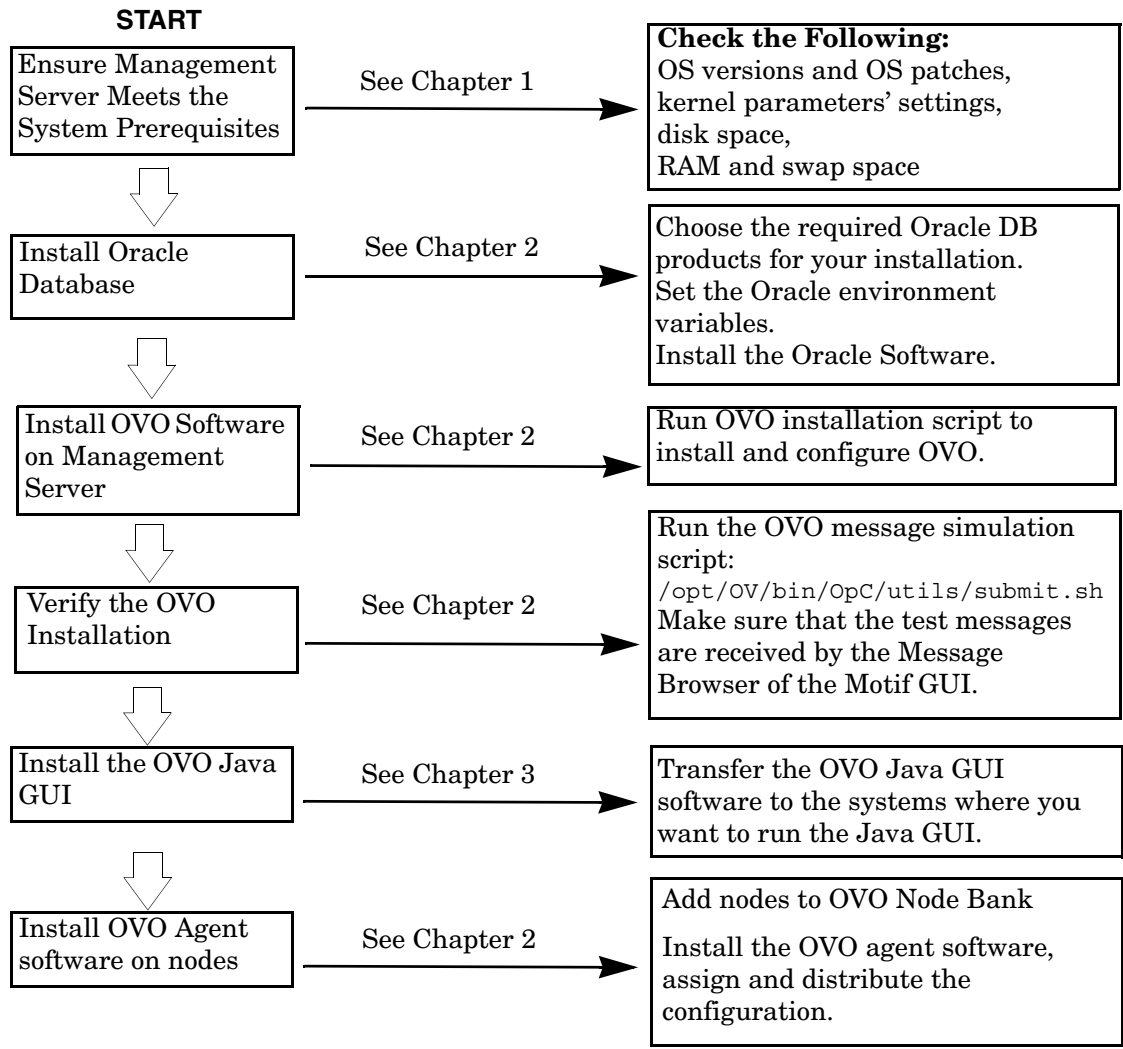 START
Ensure Management
Server Meets the
System Prerequisites
See Chapter 1
Check the Following:
OS versions and OS patches,
kernel parameters’ settings,
disk space,
RAM and swap space
Install Oracle
Database
See Chapter 2
Choose the required Oracle DB
products for your installation.
Set the Oracle environment
variables.
Install the Oracle Software.
Install OVO Software
on Management
Server
See Chapter 2
Run OVO installation script to
install and configure OVO.
Verify the OVO
Installation
See Chapter 2
Run the OVO message simulation
script:
/opt/OV/bin/OpC/utils/submit.sh
Make sure that the test messages
are received by the Message
Browser of the Motif GUI.
Install the OVO Java
GUI
See Chapter 3
Transfer the OVO Java GUI
software to the systems where you
want to run the Java GUI.
Install OVO Agent
software on nodes
See Chapter 2
Add nodes to OVO Node Bank
Install the OVO agent software,
assign and distribute the
configuration.